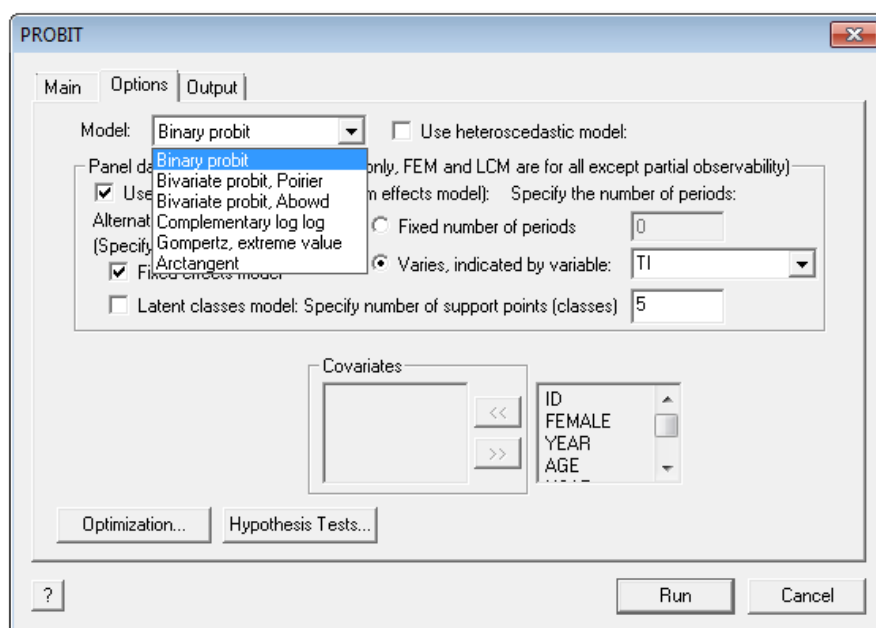 PROBIT
Main Options Output
Model: Binary probit Use heteroscedastic model:
Binary probit
Bivariate probit, Poirier
Bivariate probit, Abowd
Complementary log log
Gompertz, extreme value
Arctangent
Panel da only, FEM and LCM are for all except partial observability)
Use m effects model): Specify the number of periods:
Alternat Fixed number of periods 0
(Specify
Fixed effects model Varies, indicated by variable: TI
Latent classes model: Specify number of support points (classes) 5
Covariates
<<
>>
ID
FEMALE
YEAR
AGE
Optimization... Hypothesis Tests...
? Run Cancel